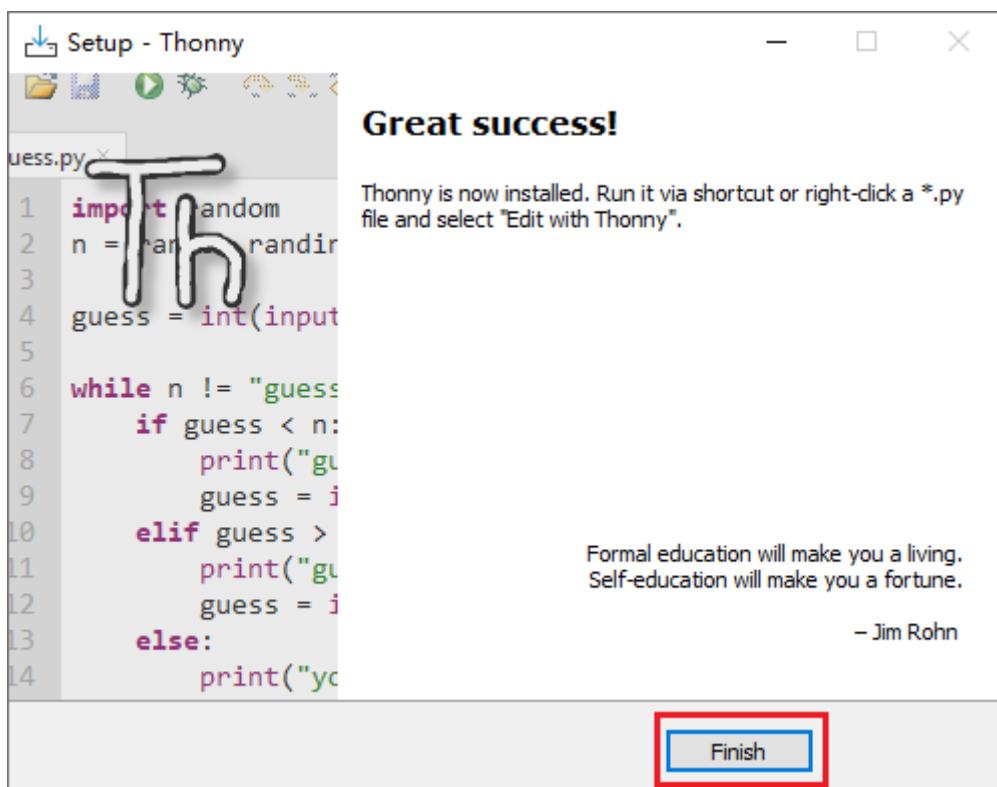 Setup - Thonny
uess.py ×
Th
Great success!
Thonny is now installed. Run it via shortcut or right-click a *.py
file and select "Edit with Thonny".
1 import random
2 n = ran randin
3
4 guess = int(input
5
6 while n != "guess
7 if guess < n:
8 print("gu
9 guess = i
10 elif guess >
11 print("gu
12 guess = i
13 else:
14 print("yo
Formal education will make you a living.
Self-education will make you a fortune.
– Jim Rohn
Finish